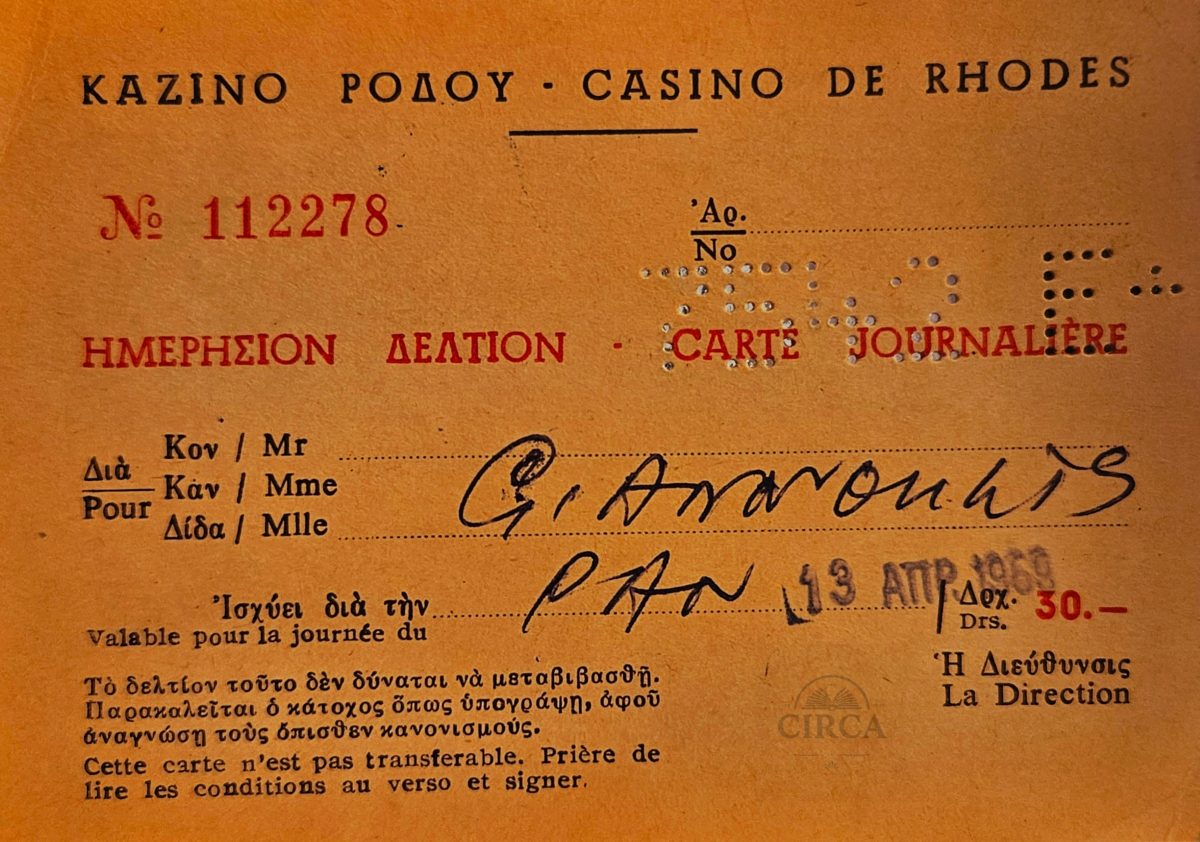 ΚΑΖΙΝΟ ΡΟΔΟΥ · CASINO DE RHODES
№ 112278
Ἀρ.
No
ΗΜΕΡΗΣΙΟΝ ΔΕΛΤΙΟΝ · CARTE JOURNALIÈRE
Διὰ
Pour
Κον / Mr
Κάν / Mme
Δίδα / Mlle
Ἰσχύει διὰ τὴν
Valable pour la journée du
13 ΑΠΡ 1969
Δρχ. 30.—
Drs.
Ἡ Διεύθυνσις
La Direction
Τὸ δελτίον τοῦτο δὲν δύναται νὰ μεταβιβασθῇ.
Παρακαλεῖται ὁ κάτοχος ὅπως ὑπογράψῃ, ἀφοῦ
ἀναγνώσῃ τοὺς ὄπισθεν κανονισμούς.
Cette carte n'est pas transferable. Prière de
lire les conditions au verso et signer.
CIRCA